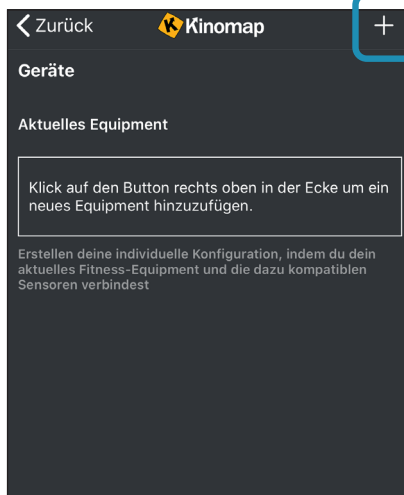 Zurück
Kinomap
+
Geräte
Aktuelles Equipment
Klick auf den Button rechts oben in der Ecke um ein
neues Equipment hinzuzufügen.
Erstellen deine individuelle Konfiguration, indem du dein
aktuelles Fitness-Equipment und die dazu kompatiblen
Sensoren verbindest